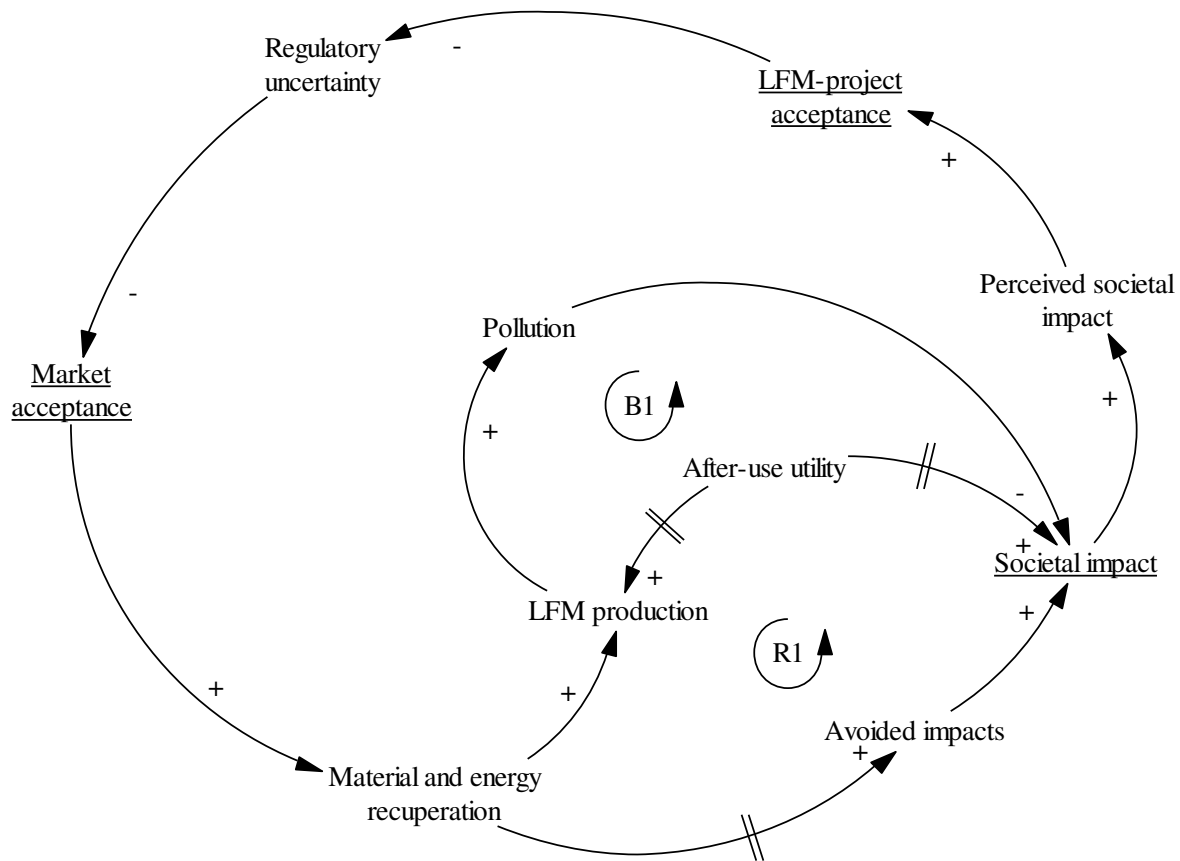 Regulatory
uncertainty
-
LFM-project
acceptance
+
-
Perceived societal
impact
Pollution
Market
acceptance
B1
+
+
After-use utility
-
+
Societal impact
+
LFM production
+
R1
+
+
Avoided impacts
+
Material and energy
recuperation